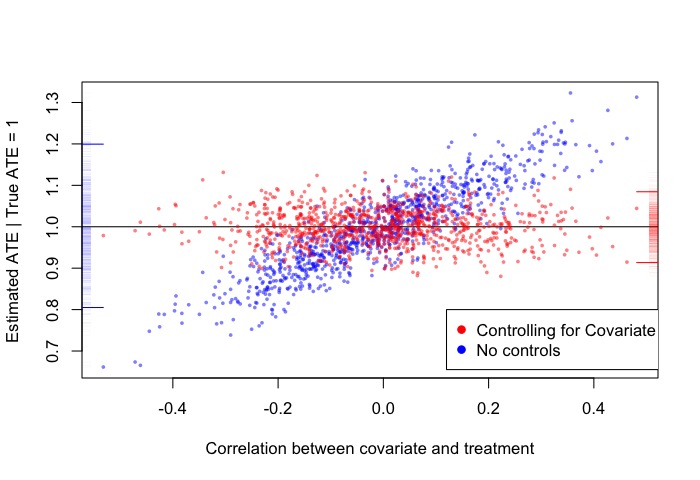 Estimated ATE | True ATE = 1
1.3
1.2
1.1
1.0
0.9
0.8
0.7
Controlling for Covariate
No controls
-0.4 -0.2 0.0 0.2 0.4
Correlation between covariate and treatment